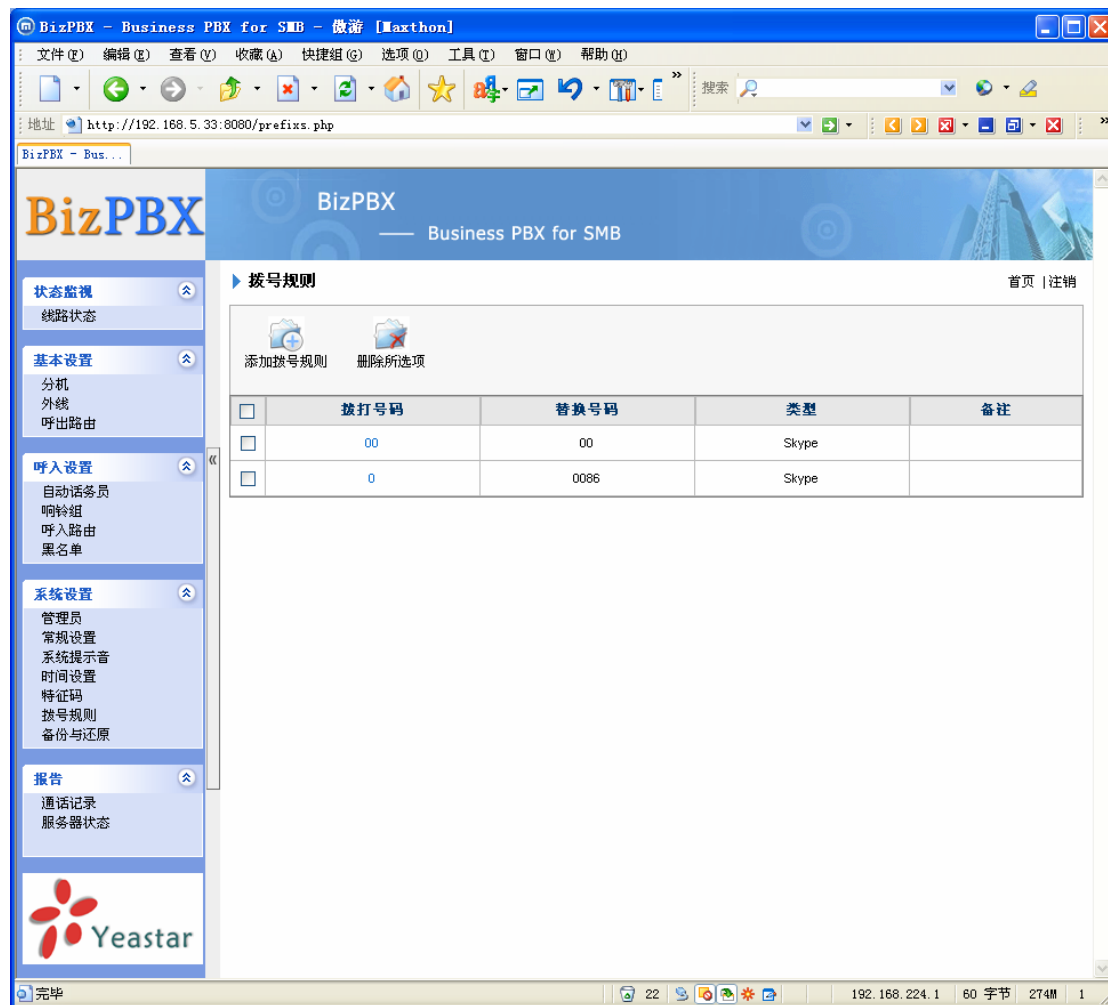 BizPBX - Business PBX for SMB - 傲游 [Maxthon]
文件(F) 编辑(E) 查看(V) 收藏(A) 快捷组(G) 选项(O) 工具(T) 窗口(W) 帮助(H)
搜索
地址 http://192.168.5.33:8080/prefixs.php
BizPBX - Bus...
BizPBX
BizPBX
—— Business PBX for SMB
拨号规则
首页 |注销
状态监视
线路状态
基本设置
分机
外线
呼出路由
呼入设置
自动话务员
响铃组
呼入路由
黑名单
系统设置
管理员
常规设置
系统提示音
时间设置
特征码
拨号规则
备份与还原
报告
通话记录
服务器状态
Yeastar
添加拨号规则 删除所选项
拨打号码 替换号码 类型 备注
00 00 Skype
0 0086 Skype
完毕 22 192.168.224.1 60 字节 274M 1